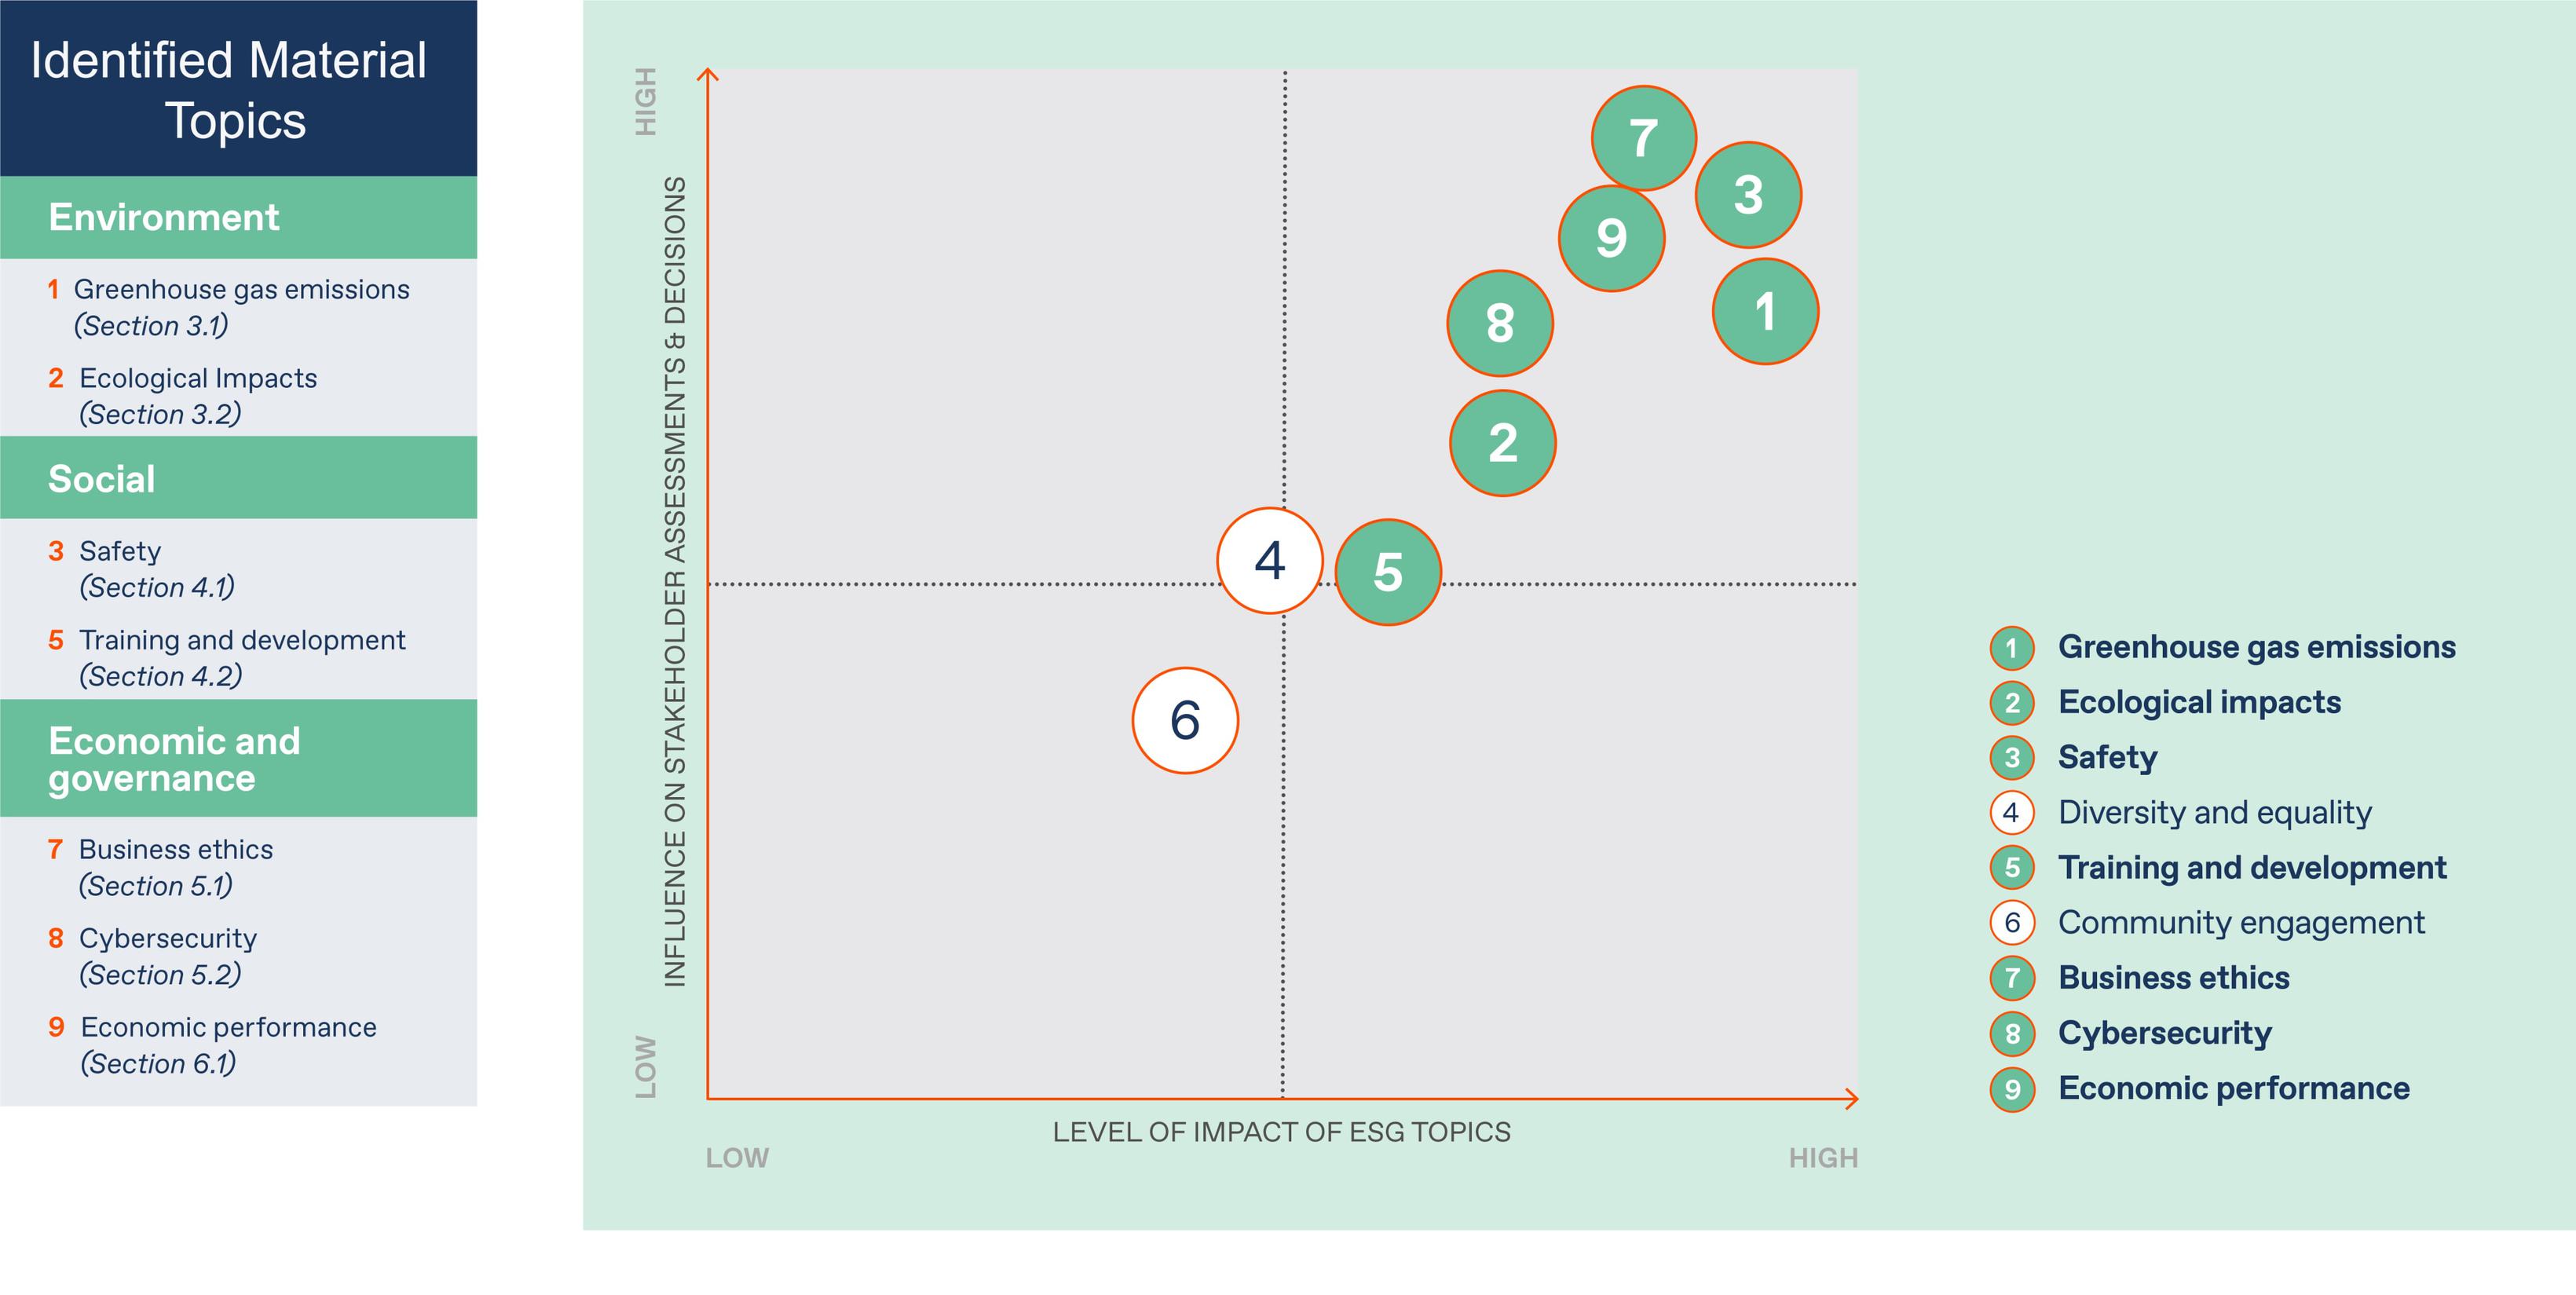 Identified Material
Topics
Environment
1 Greenhouse gas emissions
(Section 3.1)
2 Ecological Impacts
(Section 3.2)
Social
3 Safety
(Section 4.1)
5 Training and development
(Section 4.2)
Economic and
governance
7 Business ethics
(Section 5.1)
8 Cybersecurity
(Section 5.2)
9 Economic performance
(Section 6.1)
HIGH
INFLUENCE ON STAKEHOLDER ASSESSMENTS & DECISIONS
LOW
7
3
9
1
8
2
4
5
6
LEVEL OF IMPACT OF ESG TOPICS
LOW
HIGH
1 Greenhouse gas emissions
2 Ecological impacts
3 Safety
4 Diversity and equality
5 Training and development
6 Community engagement
7 Business ethics
8 Cybersecurity
9 Economic performance